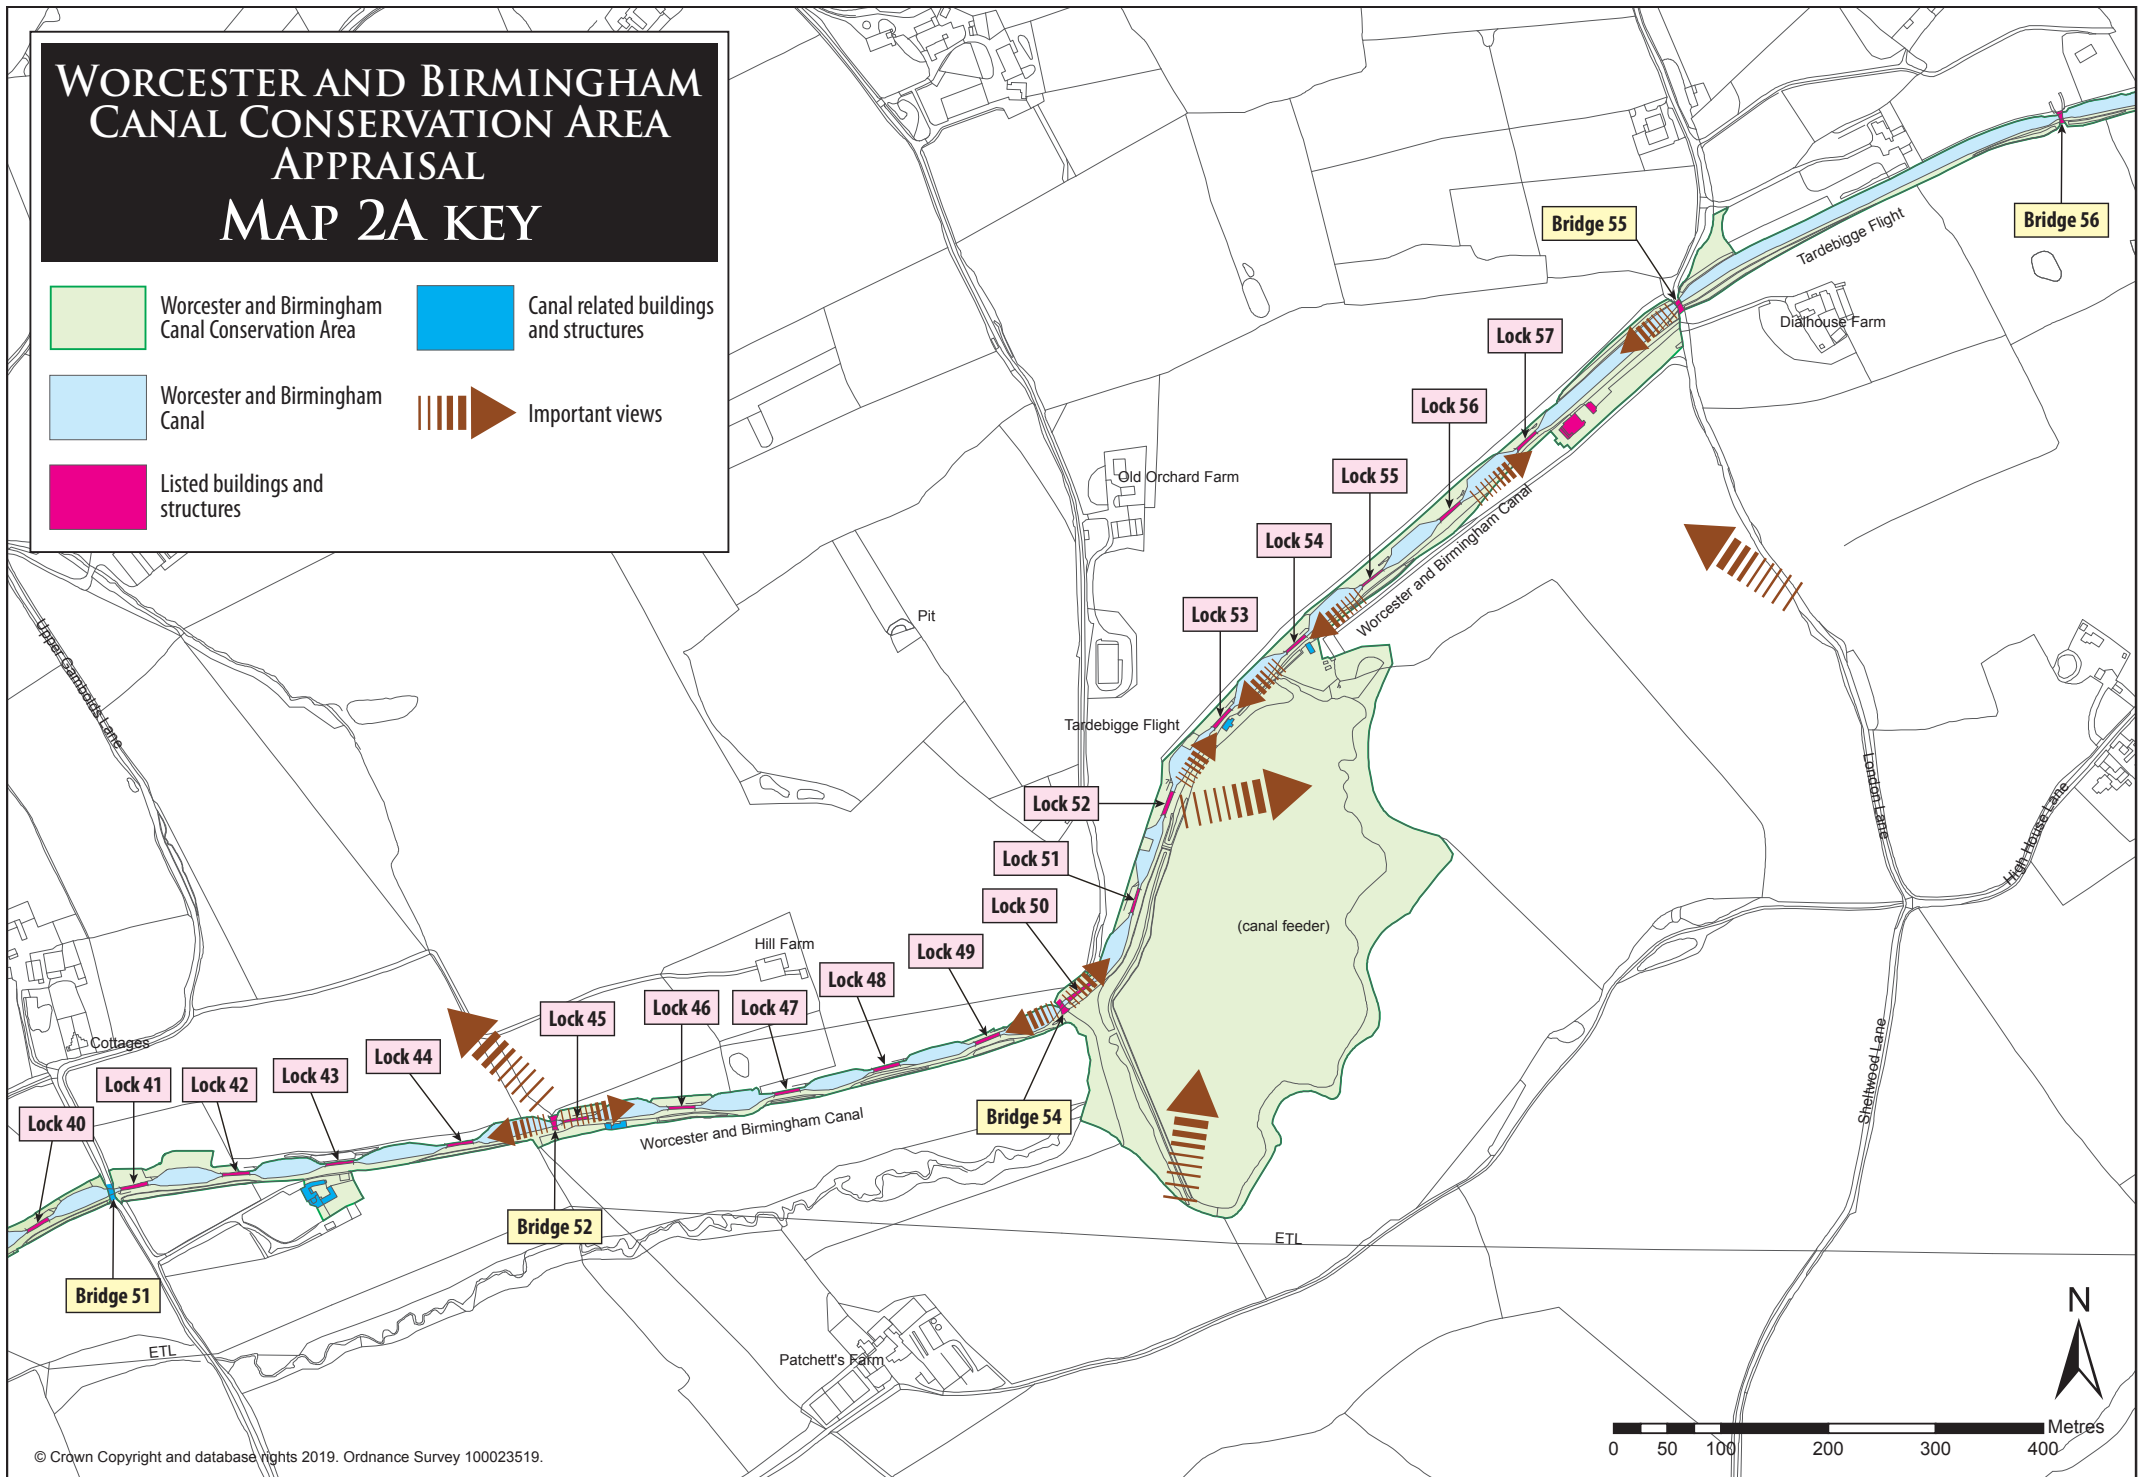 WORCESTER AND BIRMINGHAM
CANAL CONSERVATION AREA
APPRAISAL
MAP 2A KEY
Worcester and Birmingham
Canal Conservation Area
Canal related buildings
and structures
Worcester and Birmingham
Canal
Important views
Listed buildings and
structures
Bridge 56
Bridge 55
Tardebigge Flight
Dialhouse Farm
Lock 57
Lock 56
Lock 55
Old Orchard Farm
Worcester and Birmingham Canal
Lock 54
Lock 53
Pit
Upper Gambolds Lane
Tardebigge Flight
London Lane
High House Lane
Lock 52
Lock 51
Lock 50
(canal feeder)
Hill Farm
Lock 49
Lock 48
Lock 47
Lock 46
Lock 45
Cottages
Lock 44
Lock 43
Lock 42
Lock 41
Lock 40
Sheltwood Lane
Bridge 54
Worcester and Birmingham Canal
Bridge 52
ETL
Bridge 51
ETL
Patchett's Farm
N
Metres
0 50 100 200 300 400
© Crown Copyright and database rights 2019. Ordnance Survey 100023519.